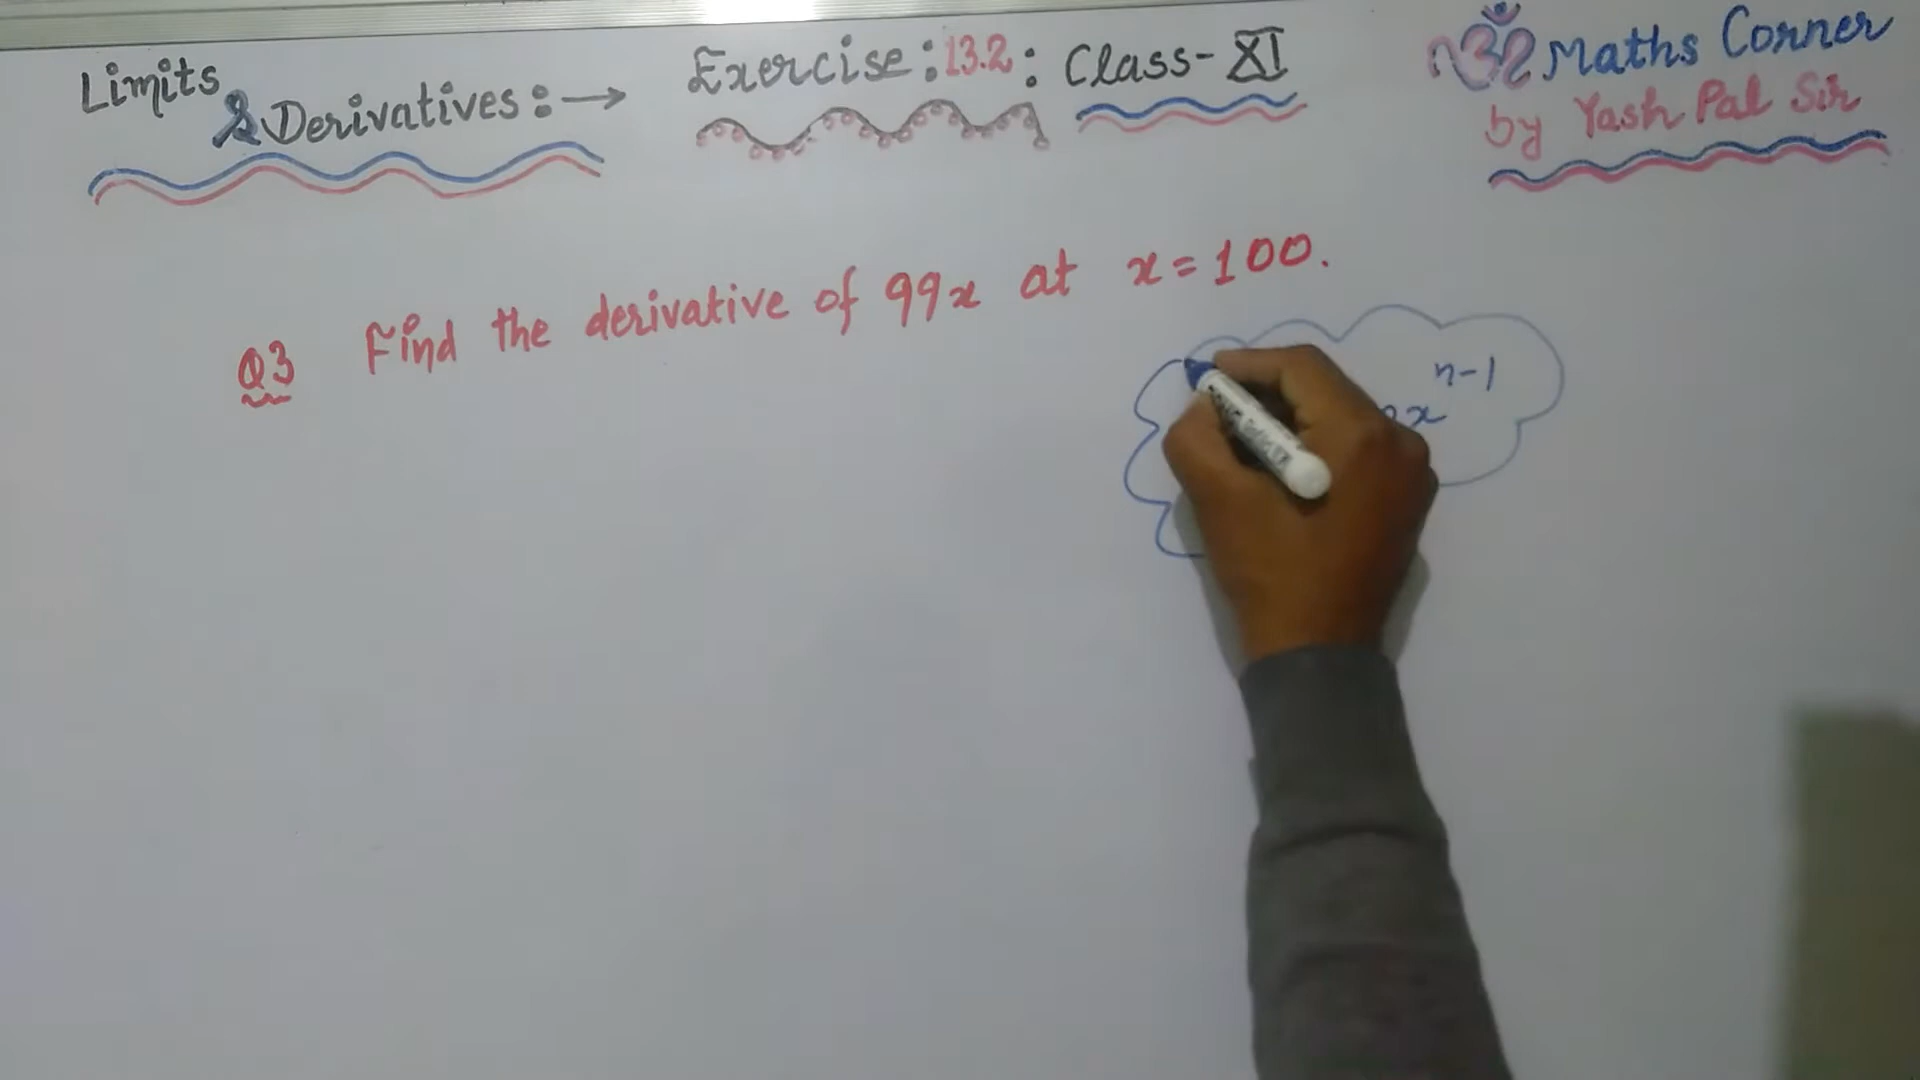 Limits & Derivatives :→
Exercise : 13.2 : Class- XI
ॐ Maths Corner
by Yash Pal Sir
Q3 Find the derivative of 99x at x = 100.
n-1
x